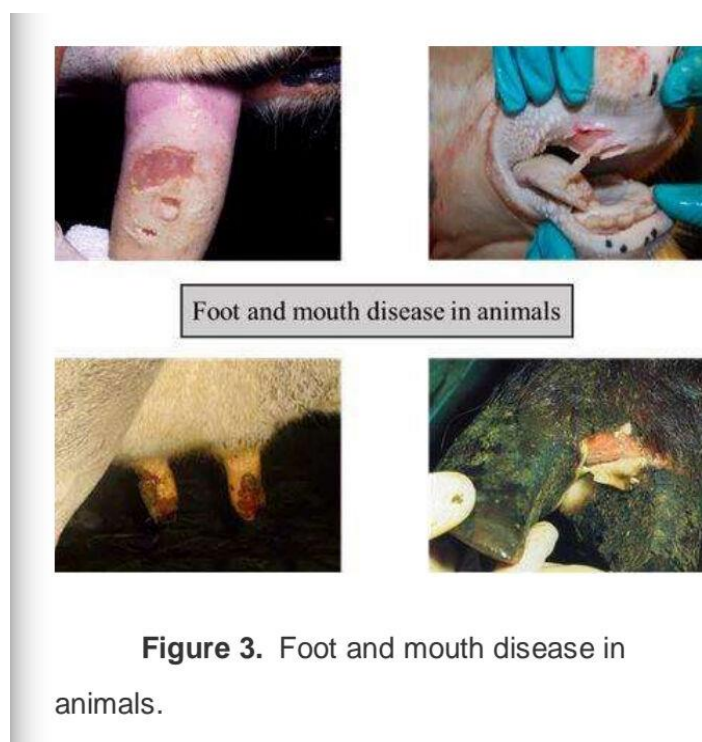 Foot and mouth disease in animals
Figure 3. Foot and mouth disease in
animals.